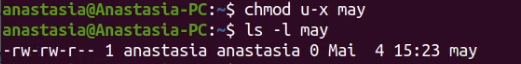 anastasia@Anastasia-PC:~$ chmod u-x may
anastasia@Anastasia-PC:~$ ls -l may
-rw-rw-r-- 1 anastasia anastasia 0 Mai  4 15:23 may